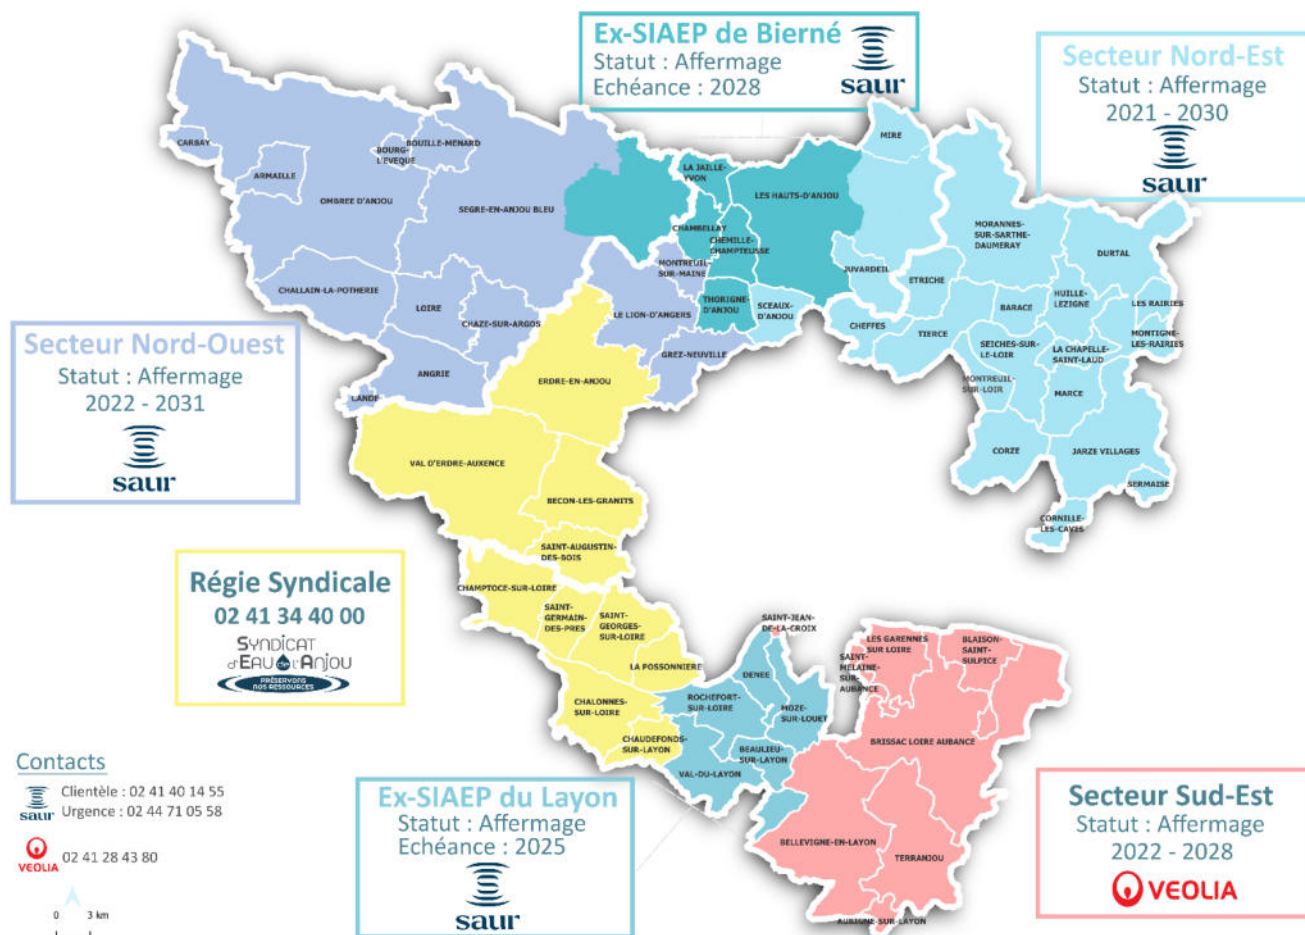 Ex-SIAEP de Bierné
Statut : Affermage
Echéance : 2028
saur
Secteur Nord-Est
Statut : Affermage
2021 - 2030
saur
Secteur Nord-Ouest
Statut : Affermage
2022 - 2031
saur
Régie Syndicale
02 41 34 40 00
SYNDICAT
d'EAU de l'ANJOU
PRÉSERVONS
NOS RESSOURCES
Ex-SIAEP du Layon
Statut : Affermage
Echéance : 2025
saur
Secteur Sud-Est
Statut : Affermage
2022 - 2028
VEOLIA
Contacts
saur
Clientèle : 02 41 40 14 55
Urgence : 02 44 71 05 58
VEOLIA
02 41 28 43 80
0 3 km
CARBAY
ARMAILLE
BOURG-
L'EVEQUE
BOUILLE-MENARD
OMBREE D'ANJOU
SEGRE-EN-ANJOU BLEU
CHALLAIN-LA-POTHERIE
LOIRE
CHAZE-SUR-ARGOS
ANGRIE
LANDE
LA JAILLE-
YVON
CHAMBELLAY
CHEMILLE-
CHAMPTEUSSE
MONTREUIL-
SUR-MAINE
LE LION-D'ANGERS
GREZ-NEUVILLE
THORIGNE-
D'ANJOU
LES HAUTS-D'ANJOU
SCEAUX-
D'ANJOU
MIRE
JUVARDEIL
CHEFFES
ETRICHE
TIERCE
MORANNES-
SUR-SARTHE-
DAUMERAY
DURTAL
BARACE
HUILLE-
LEZIGNE
LES RAIRIES
MONTIGNE-
LES-RAIRIES
SEICHES-SUR-
LE-LOIR
LA CHAPELLE-
SAINT-LAUD
MONTREUIL-
SUR-LOIR
MARCE
CORZE
JARZE VILLAGES
SERMAISE
CORNILLE-
LES-CAVES
ERDRE-EN-ANJOU
VAL D'ERDRE-AUXENCE
BECON-LES-GRANITS
SAINT-AUGUSTIN-
DES-BOIS
CHAMPTOCE-SUR-LOIRE
SAINT-
GERMAIN-
DES-PRES
SAINT-
GEORGES-
SUR-LOIRE
LA POSSONNIERE
CHALONNES-
SUR-LOIRE
CHAUDEFONDS-
SUR-LAYON
SAINT-JEAN-
DE-LA-CROIX
DENEE
ROCHEFORT-
SUR-LOIRE
MOZE-
SUR-LOUET
BEAULIEU-
SUR-LAYON
VAL-DU-LAYON
SAINT-
MELAINE-
SUR-
AUBANCE
LES GARENNES
SUR LOIRE
BLAISON-
SAINT-
SULPICE
BRISSAC LOIRE AUBANCE
BELLEVIGNE-EN-LAYON
TERRANJOU
AUBIGNE-SUR-LAYON